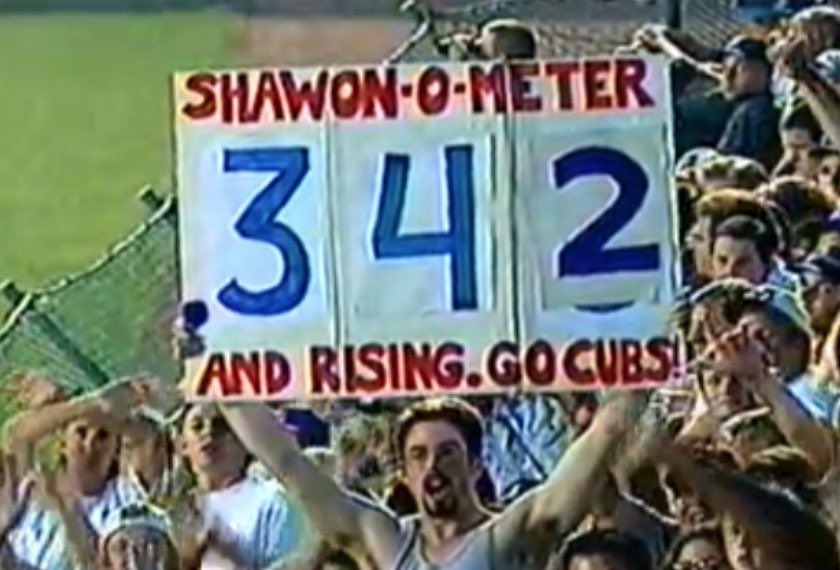 SHAWON-O-METER
.342
AND RISING. GO CUBS!